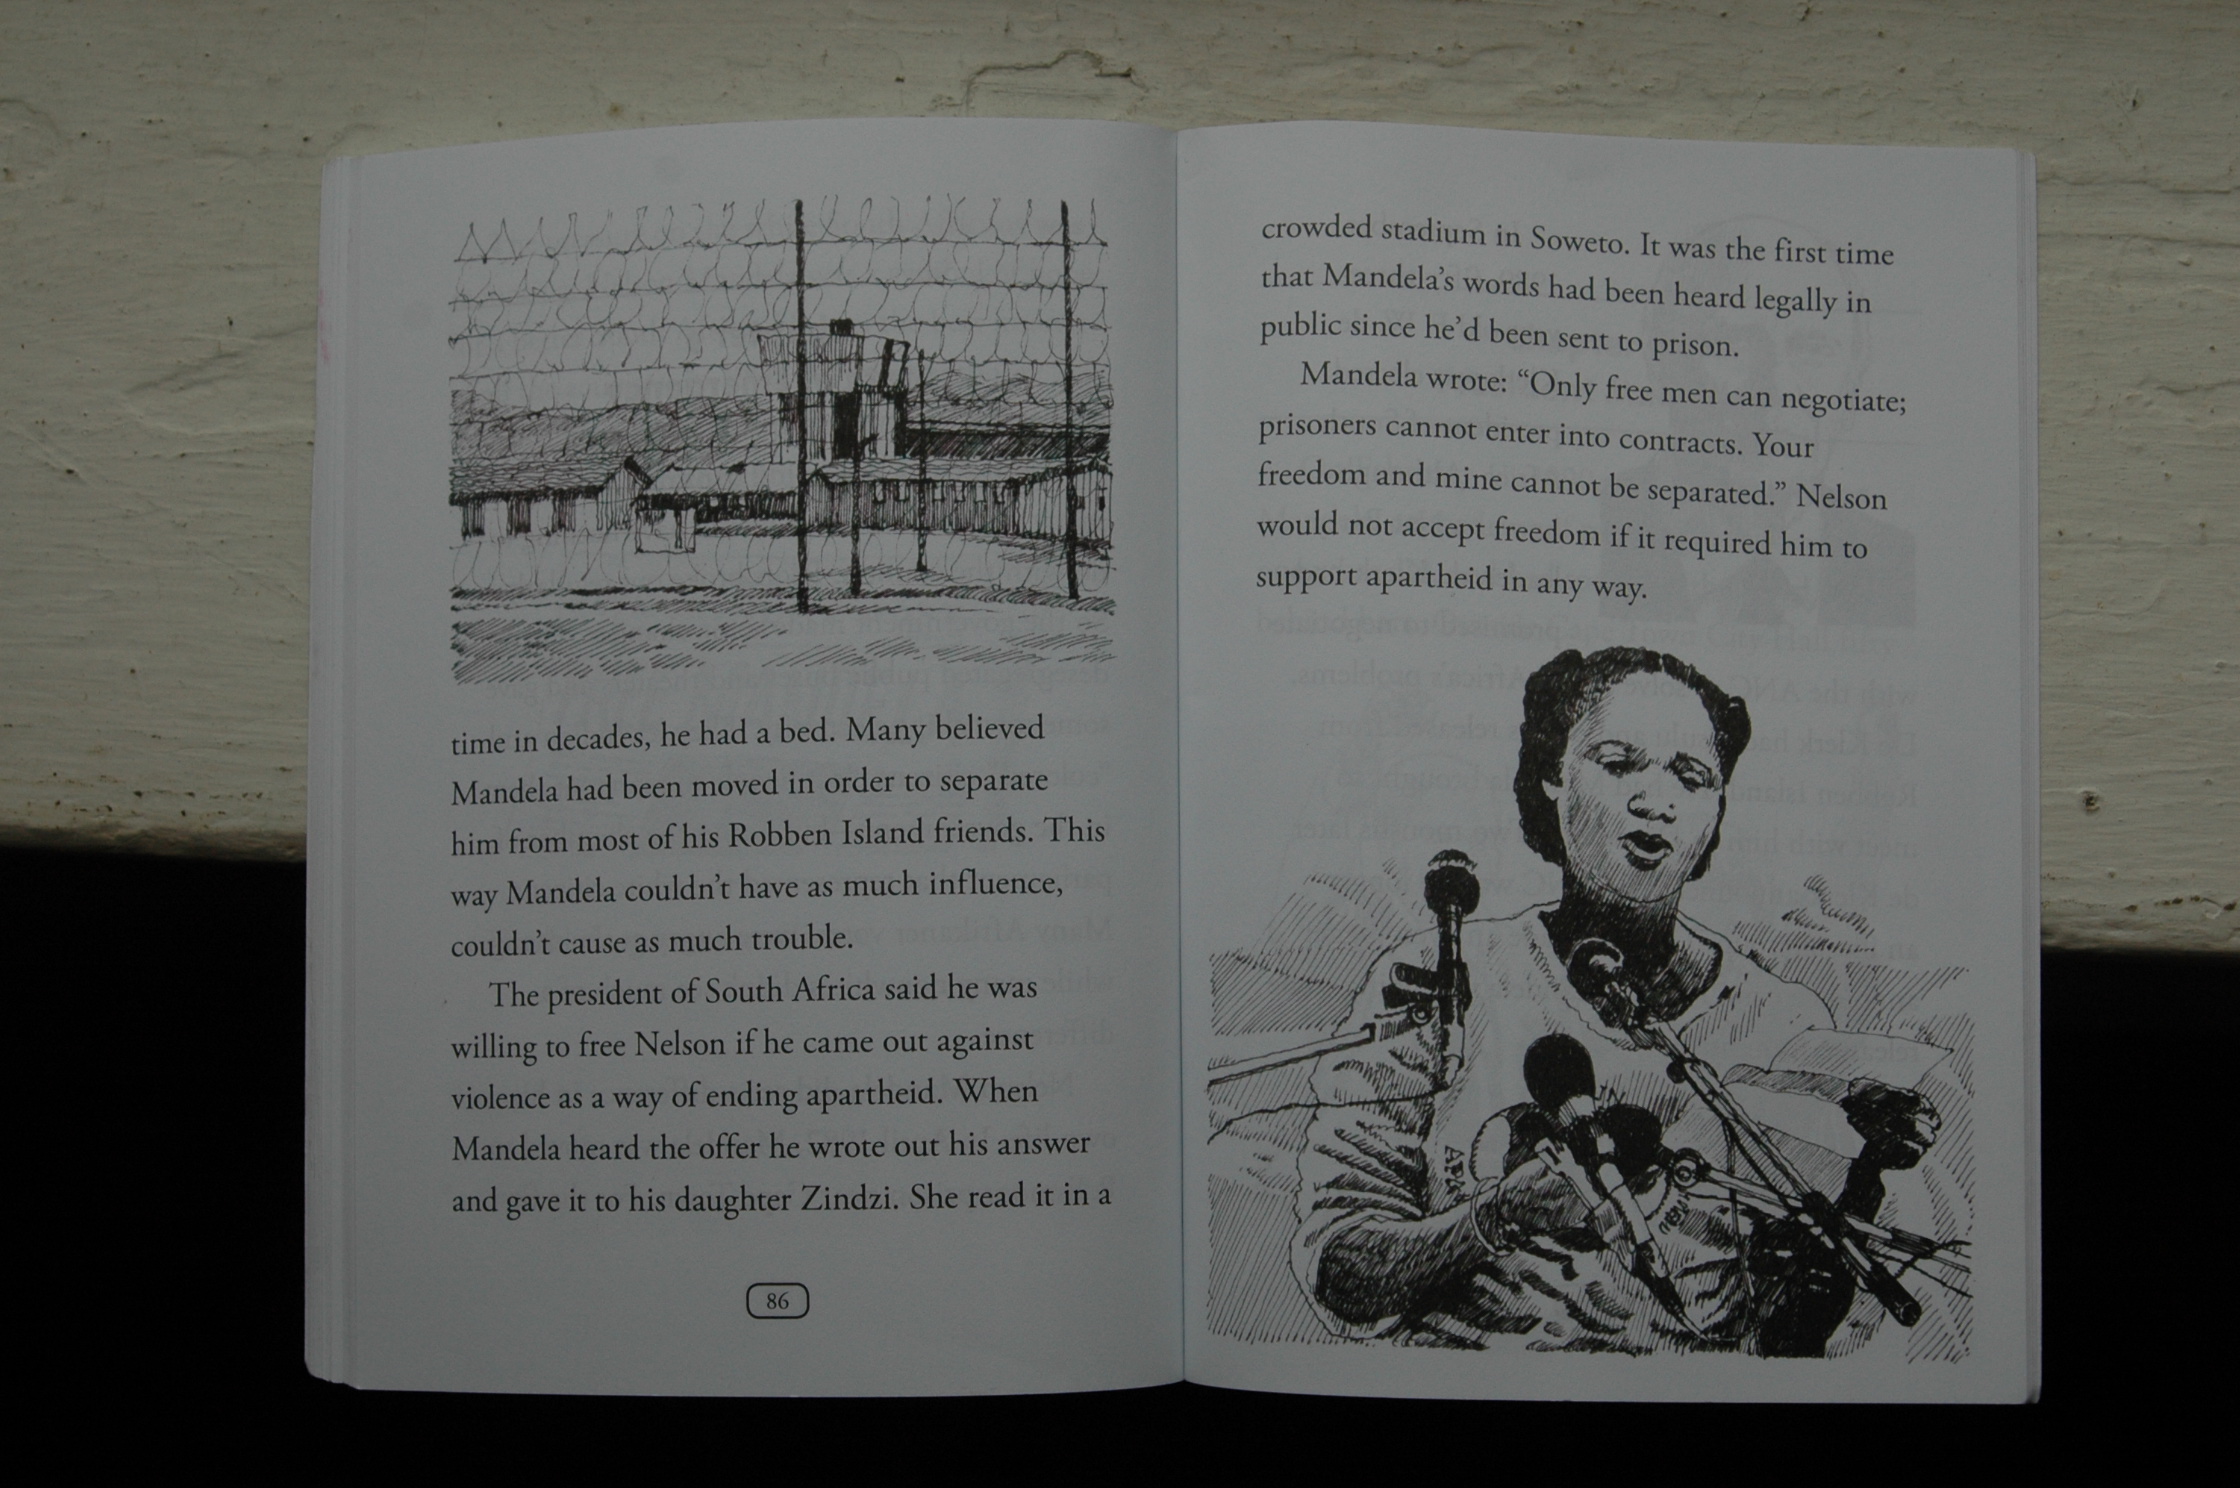 time in decades, he had a bed. Many believed
Mandela had been moved in order to separate
him from most of his Robben Island friends. This
way Mandela couldn't have as much influence,
couldn't cause as much trouble.
The president of South Africa said he was
willing to free Nelson if he came out against
violence as a way of ending apartheid. When
Mandela heard the offer he wrote out his answer
and gave it to his daughter Zindzi. She read it in a
86
crowded stadium in Soweto. It was the first time
that Mandela's words had been heard legally in
public since he'd been sent to prison.
Mandela wrote: “Only free men can negotiate;
prisoners cannot enter into contracts. Your
freedom and mine cannot be separated.” Nelson
would not accept freedom if it required him to
support apartheid in any way.